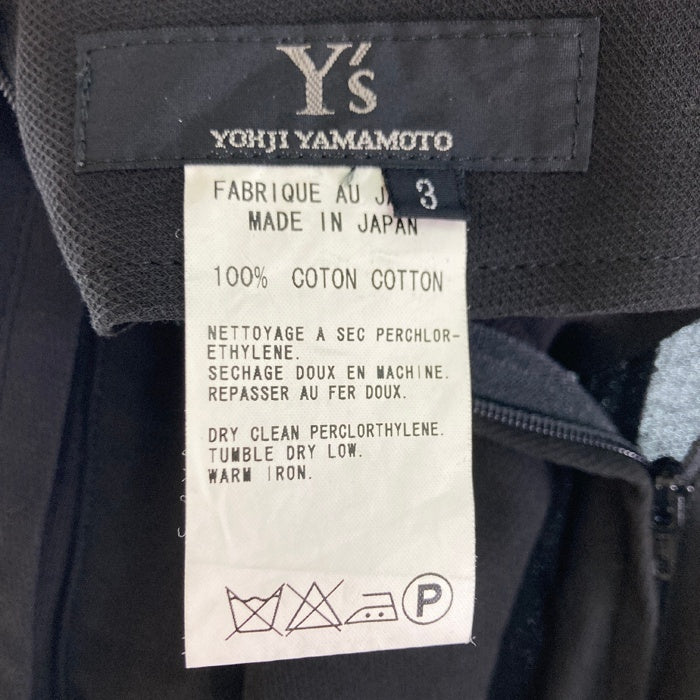 Y's
YOHJI YAMAMOTO
3
FABRIQUE AU
MADE IN JAPAN
100% COTON COTTON
NETTOYAGE A SEC PERCHLOR-
ETHYLENE.
SECHAGE DOUX EN MACHINE.
REPASSER AU FER DOUX.
DRY CLEAN PERCLORTHYLENE.
TUMBLE DRY LOW.
WARM IRON.
P